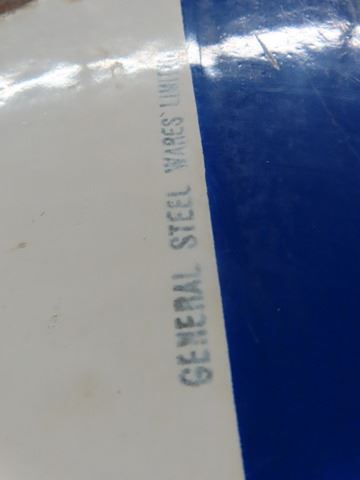 GENERAL STEEL WARES LIMITED